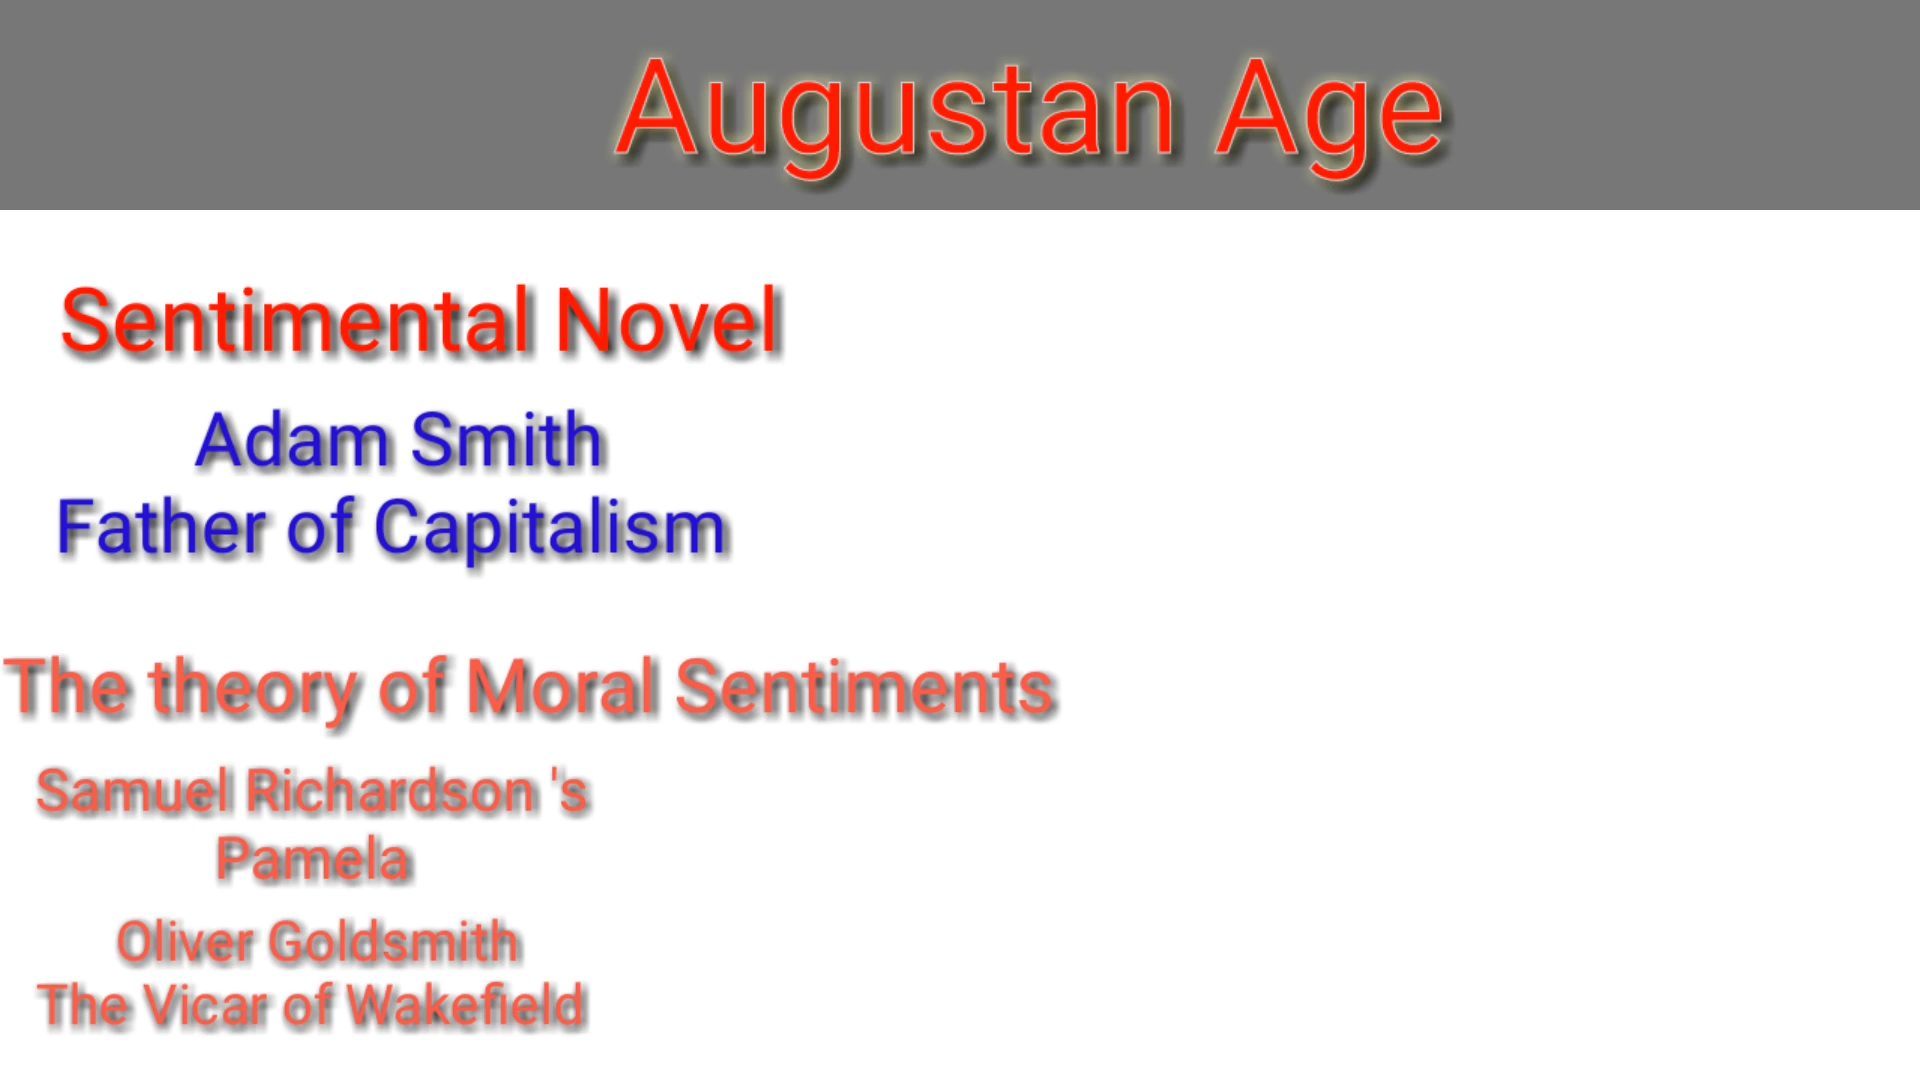 Augustan Age
Sentimental Novel
Adam Smith
Father of Capitalism
The theory of Moral Sentiments
Samuel Richardson 's
Pamela
Oliver Goldsmith
The Vicar of Wakefield